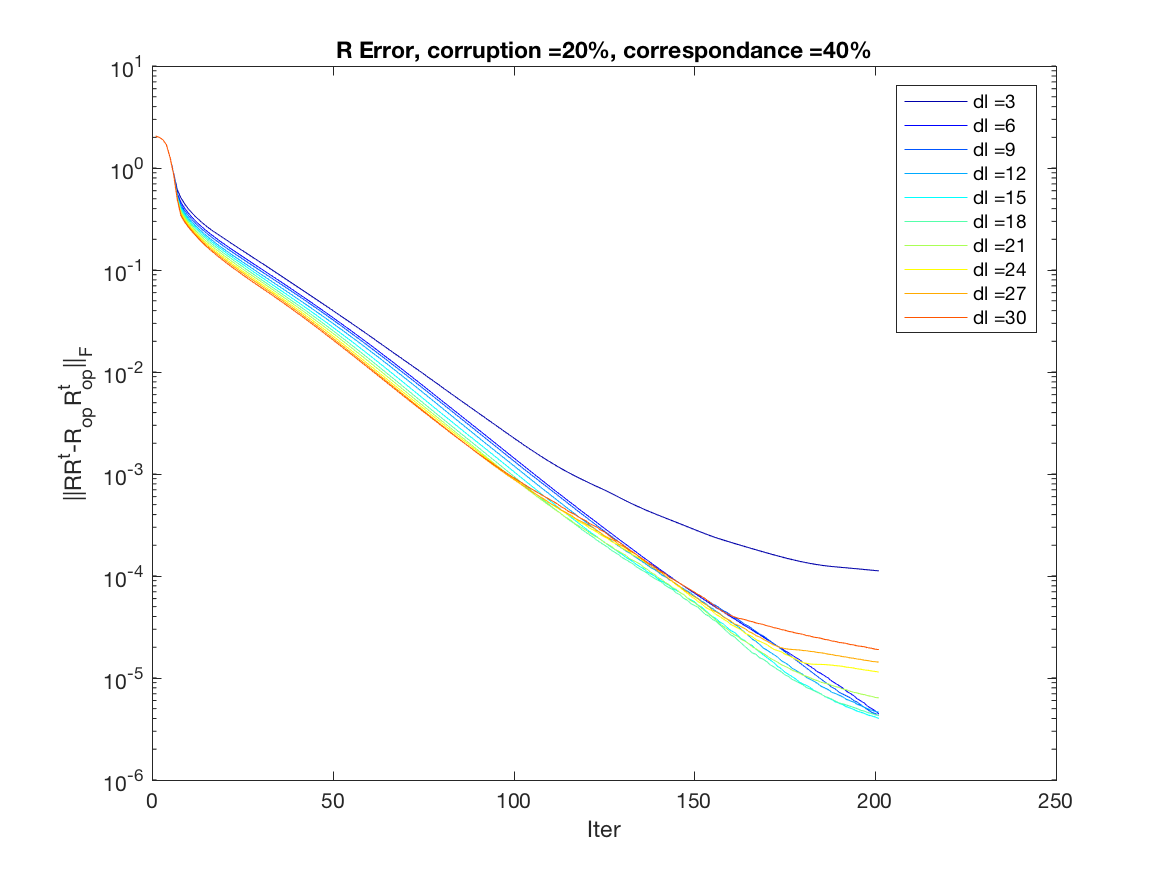 R Error, corruption =20%, correspondance =40%
10^1
10^0
10^-1
10^-2
10^-3
10^-4
10^-5
10^-6
||RR^t-R_op R_op^t||_F
0 50 100 150 200 250
Iter
dl =3
dl =6
dl =9
dl =12
dl =15
dl =18
dl =21
dl =24
dl =27
dl =30